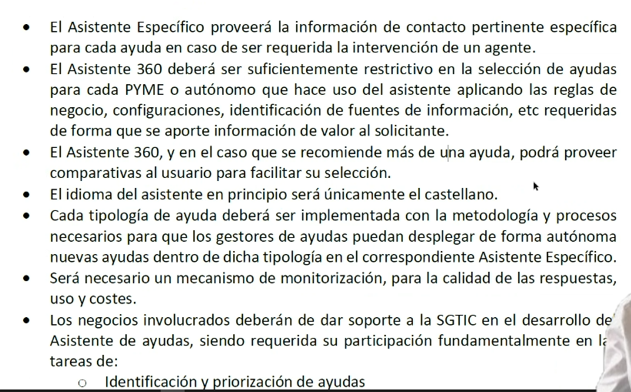 • El Asistente Específico proveerá la información de contacto pertinente específica
para cada ayuda en caso de ser requerida la intervención de un agente.
• El Asistente 360 deberá ser suficientemente restrictivo en la selección de ayudas
para cada PYME o autónomo que hace uso del asistente aplicando las reglas de
negocio, configuraciones, identificación de fuentes de información, etc requeridas
de forma que se aporte información de valor al solicitante.
• El Asistente 360, y en el caso que se recomiende más de una ayuda, podrá proveer
comparativas al usuario para facilitar su selección.
• El idioma del asistente en principio será únicamente el castellano.
• Cada tipología de ayuda deberá ser implementada con la metodología y procesos
necesarios para que los gestores de ayudas puedan desplegar de forma autónoma
nuevas ayudas dentro de dicha tipología en el correspondiente Asistente Específico.
• Será necesario un mecanismo de monitorización, para la calidad de las respuestas,
uso y costes.
• Los negocios involucrados deberán de dar soporte a la SGTIC en el desarrollo del
Asistente de ayudas, siendo requerida su participación fundamentalmente en la
tareas de:
○ Identificación y priorización de ayudas